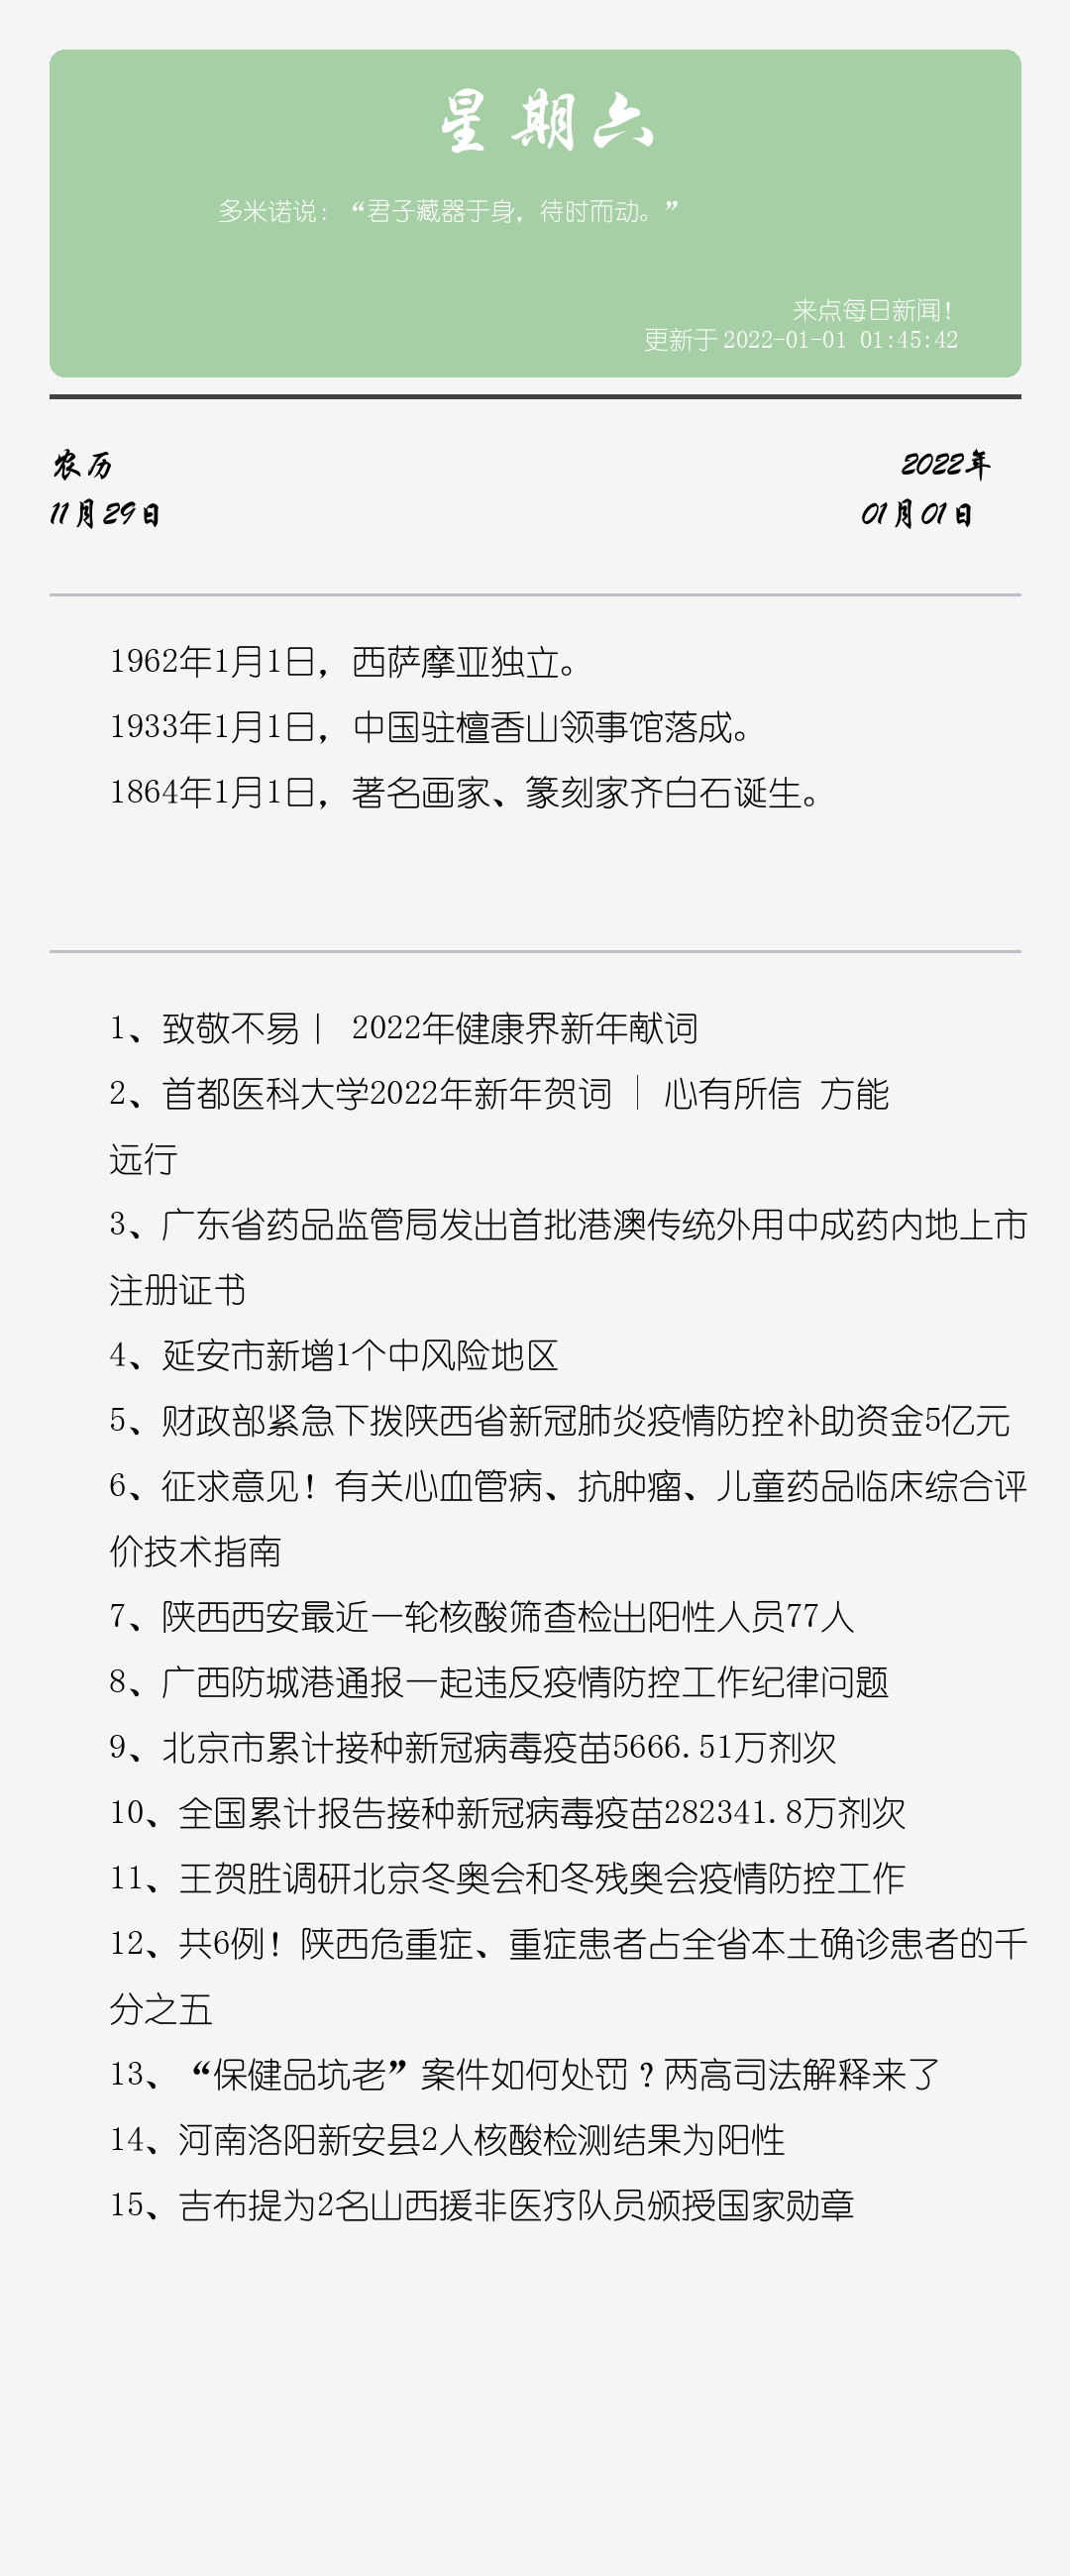 星期六
多米诺说：“君子藏器于身，待时而动。”
来点每日新闻！
更新于 2022-01-01 01:45:42
农历
2022年
11月29日
01月01日
1962年1月1日，西萨摩亚独立。
1933年1月1日，中国驻檀香山领事馆落成。
1864年1月1日，著名画家、篆刻家齐白石诞生。
1、致敬不易丨 2022年健康界新年献词
2、首都医科大学2022年新年贺词 │ 心有所信 方能
远行
3、广东省药品监管局发出首批港澳传统外用中成药内地上市
注册证书
4、延安市新增1个中风险地区
5、财政部紧急下拨陕西省新冠肺炎疫情防控补助资金5亿元
6、征求意见！有关心血管病、抗肿瘤、儿童药品临床综合评
价技术指南
7、陕西西安最近一轮核酸筛查检出阳性人员77人
8、广西防城港通报一起违反疫情防控工作纪律问题
9、北京市累计接种新冠病毒疫苗5666.51万剂次
10、全国累计报告接种新冠病毒疫苗282341.8万剂次
11、王贺胜调研北京冬奥会和冬残奥会疫情防控工作
12、共6例！陕西危重症、重症患者占全省本土确诊患者的千
分之五
13、“保健品坑老”案件如何处罚？两高司法解释来了
14、河南洛阳新安县2人核酸检测结果为阳性
15、吉布提为2名山西援非医疗队员颁授国家勋章